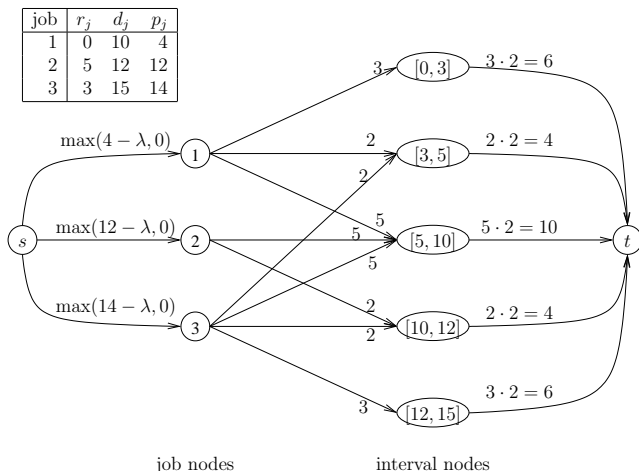 job r_j d_j p_j
1 0 10 4
2 5 12 12
3 3 15 14
[0, 3]
3 · 2 = 6
3
max(4 − λ, 0)
1
2
[3, 5]
2 · 2 = 4
2
5
s
max(12 − λ, 0)
2
5
[5, 10]
5 · 2 = 10
t
5
max(14 − λ, 0)
3
2
2
[10, 12]
2 · 2 = 4
3
[12, 15]
3 · 2 = 6
job nodes
interval nodes